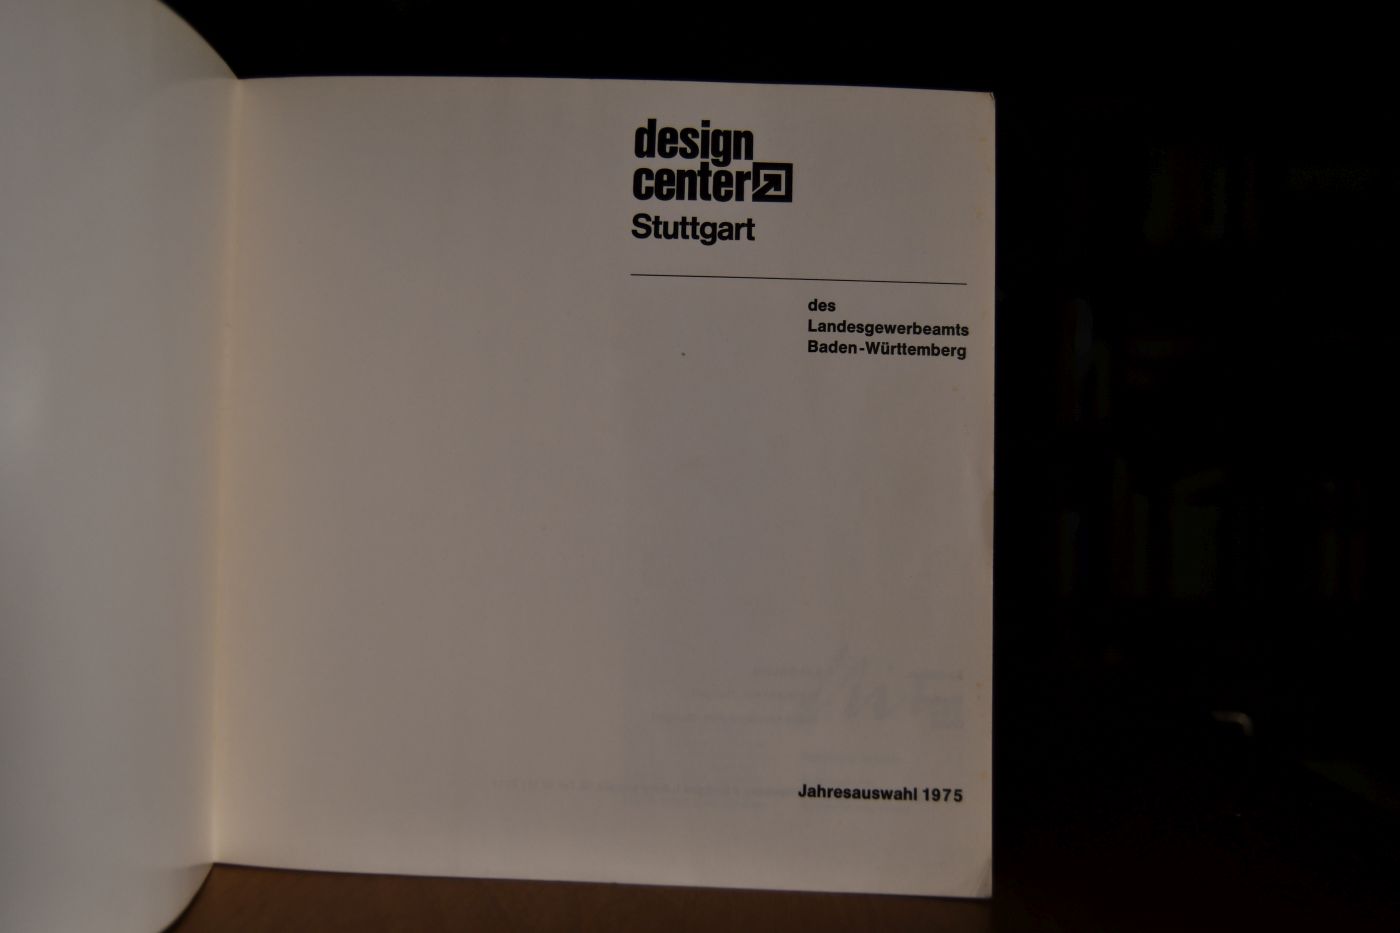 design
center
Stuttgart
des
Landesgewerbeamts
Baden-Württemberg
Jahresauswahl 1975